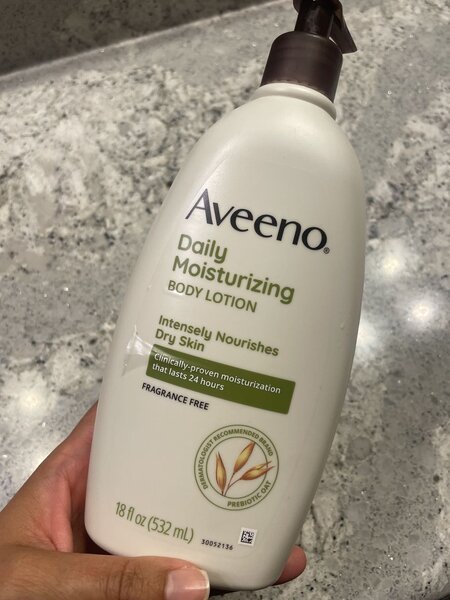 Aveeno®
Daily
Moisturizing
BODY LOTION
Intensely Nourishes
Dry Skin
Clinically-proven moisturization
that lasts 24 hours
FRAGRANCE FREE
DERMATOLOGIST RECOMMENDED BRAND
PREBIOTIC OAT
18 fl oz (532 mL)
30052136